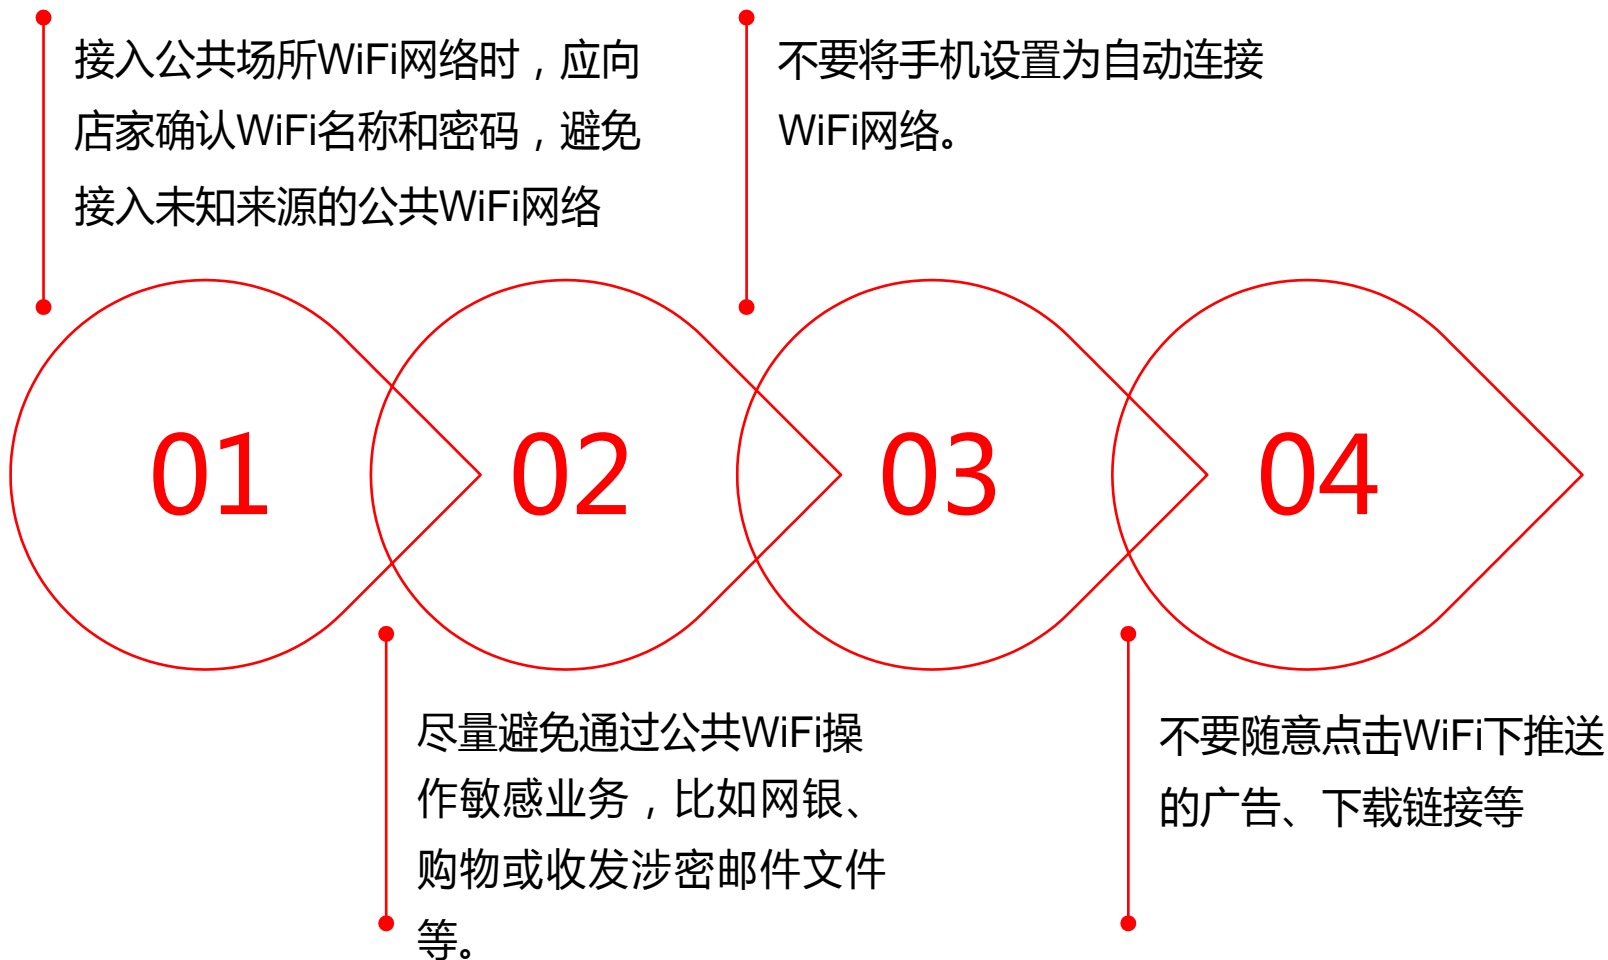 接入公共场所WiFi网络时，应向
店家确认WiFi名称和密码，避免
接入未知来源的公共WiFi网络
不要将手机设置为自动连接
WiFi网络。
01
02
03
04
尽量避免通过公共WiFi操
作敏感业务，比如网银、
购物或收发涉密邮件文件
等。
不要随意点击WiFi下推送
的广告、下载链接等